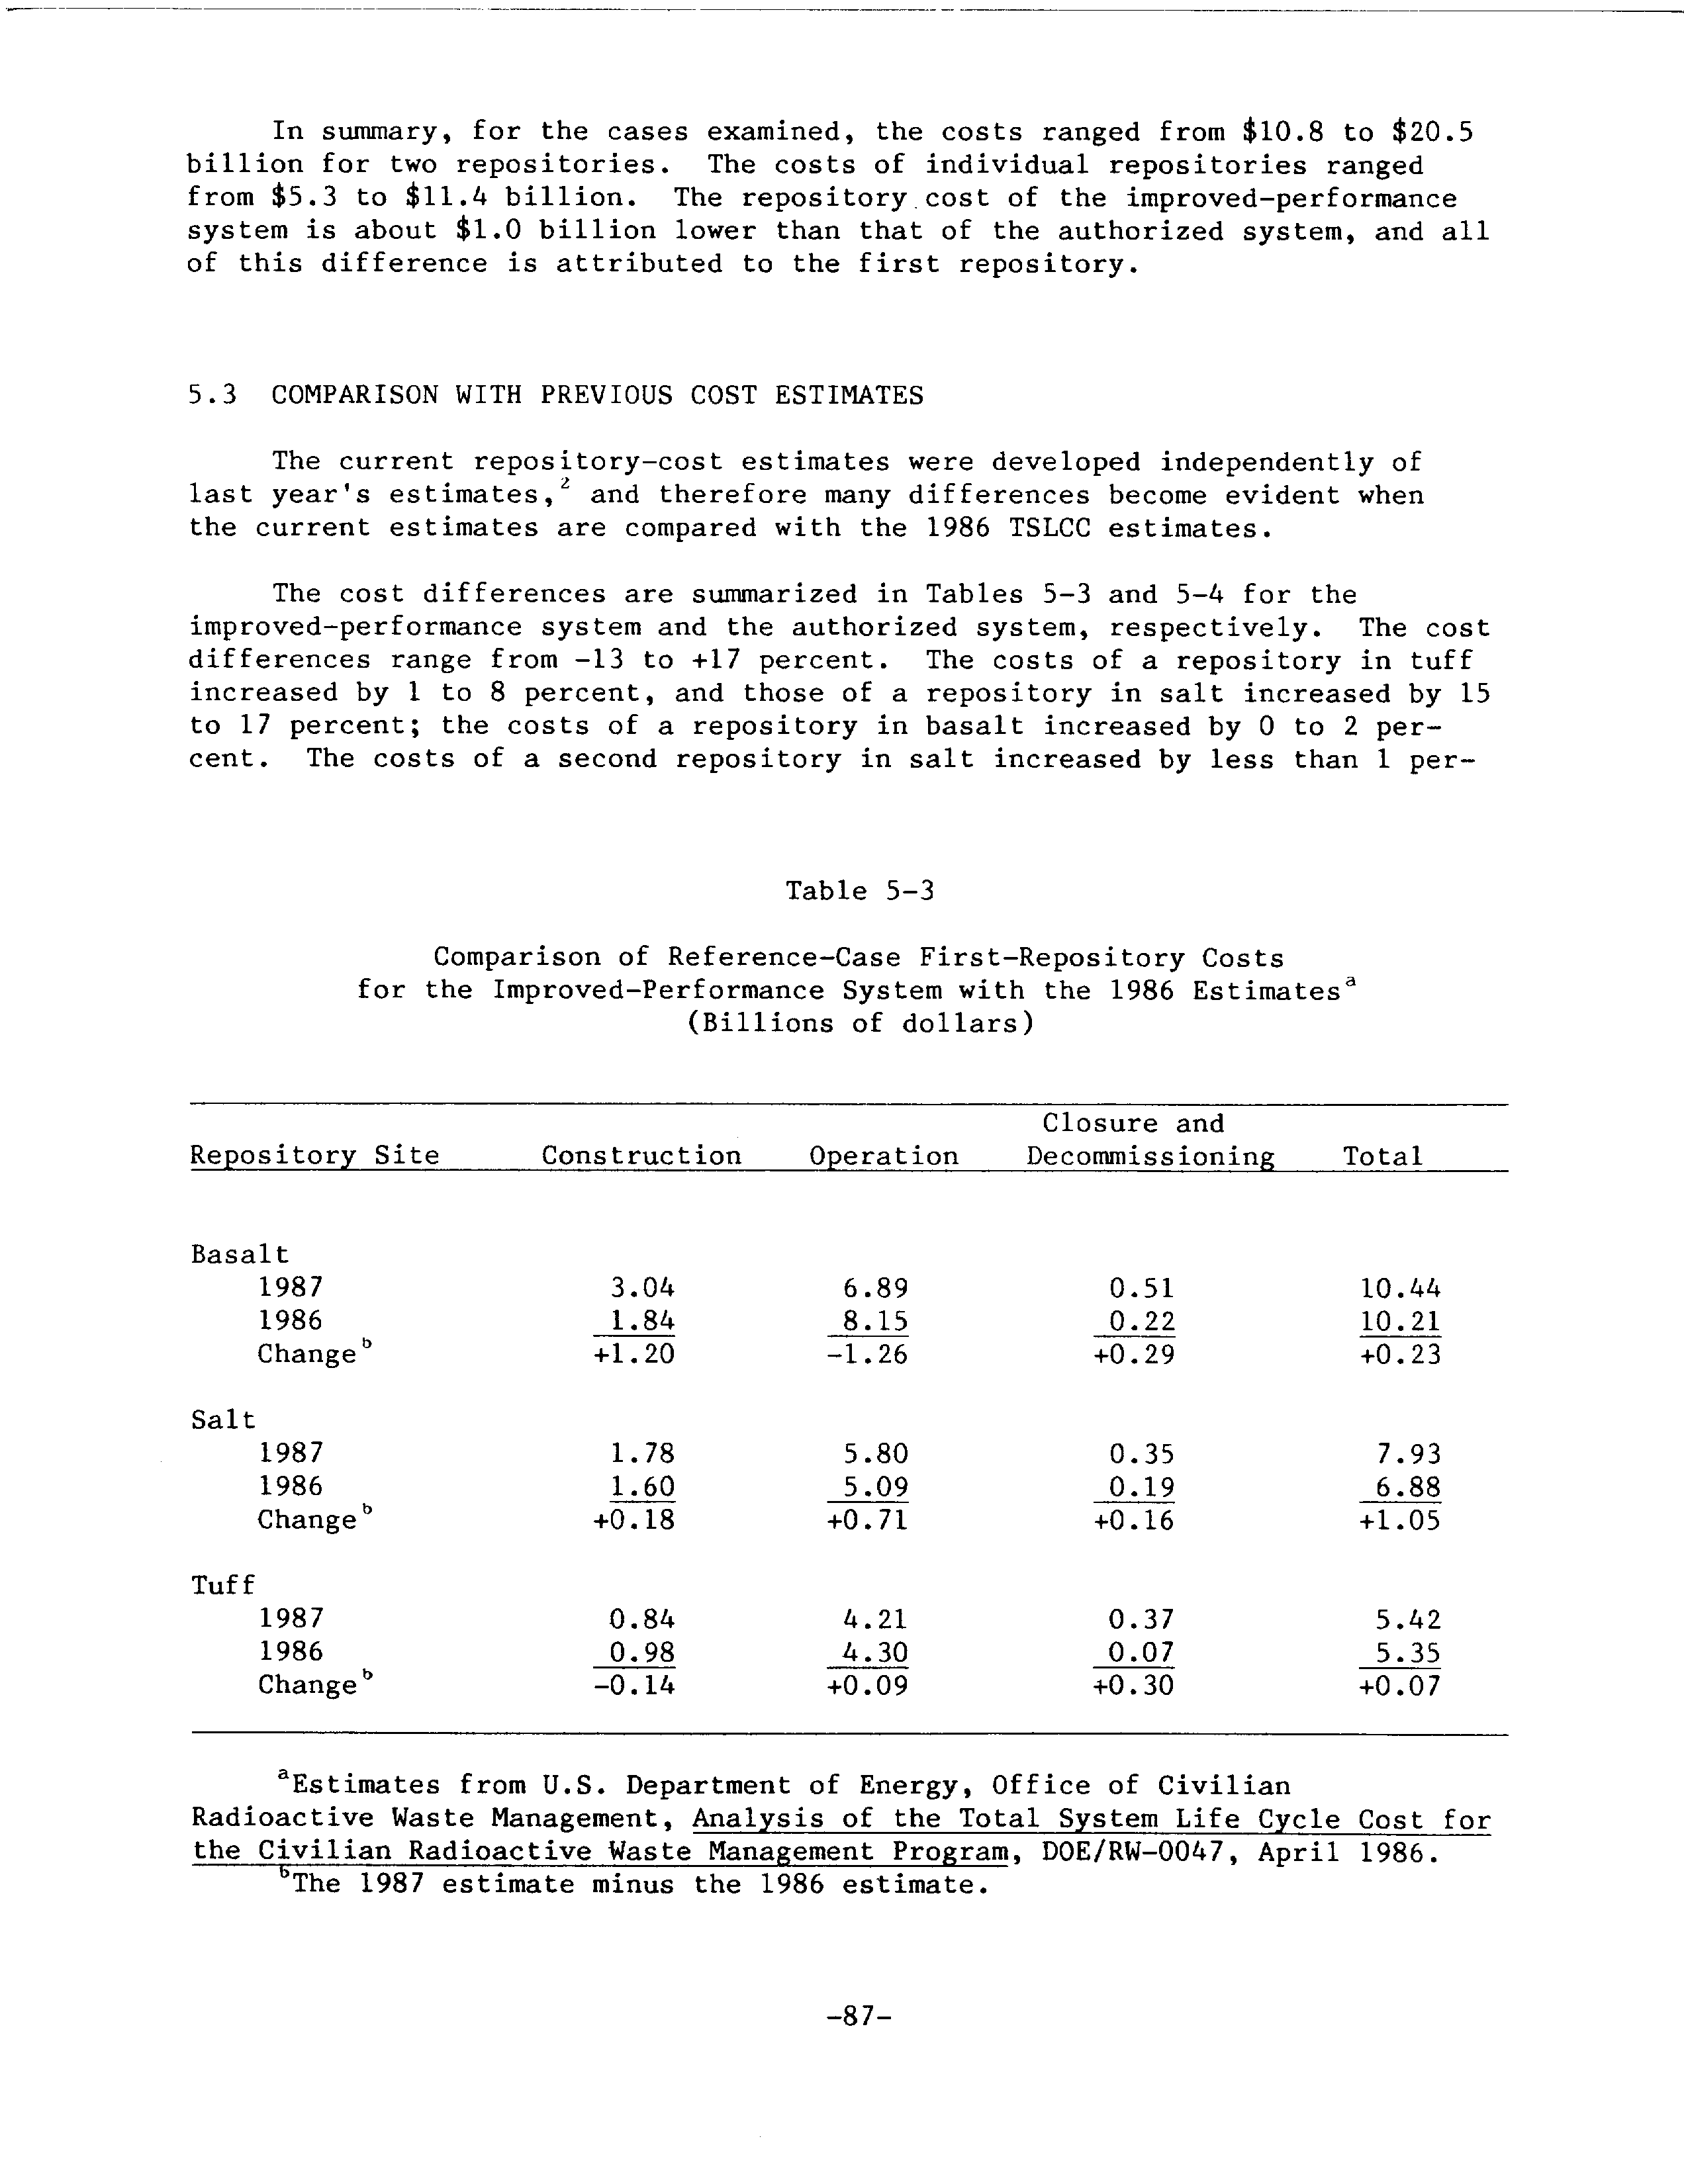 In summary, for the cases examined, the costs ranged from $10.8 to $20.5
billion for two repositories. The costs of individual repositories ranged
from $5.3 to $11.4 billion. The repository cost of the improved-performance
system is about $1.0 billion lower than that of the authorized system, and all
of this difference is attributed to the first repository.
5.3 COMPARISON WITH PREVIOUS COST ESTIMATES
The current repository-cost estimates were developed independently of
last year's estimates,2 and therefore many differences become evident when
the current estimates are compared with the 1986 TSLCC estimates.
The cost differences are summarized in Tables 5-3 and 5-4 for the
improved-performance system and the authorized system, respectively. The cost
differences range from -13 to +17 percent. The costs of a repository in tuff
increased by 1 to 8 percent, and those of a repository in salt increased by 15
to 17 percent; the costs of a repository in basalt increased by 0 to 2 per-
cent. The costs of a second repository in salt increased by less than 1 per-
Table 5-3
Comparison of Reference-Case First-Repository Costs
for the Improved-Performance System with the 1986 Estimatesa
(Billions of dollars)
Closure and
Repository Site Construction Operation Decommissioning Total
Basalt
1987 3.04 6.89 0.51 10.44
1986 1.84 8.15 0.22 10.21
Changeb +1.20 -1.26 +0.29 +0.23
Salt
1987 1.78 5.80 0.35 7.93
1986 1.60 5.09 0.19 6.88
Changeb +0.18 +0.71 +0.16 +1.05
Tuff
1987 0.84 4.21 0.37 5.42
1986 0.98 4.30 0.07 5.35
Changeb -0.14 +0.09 +0.30 +0.07
aEstimates from U.S. Department of Energy, Office of Civilian
Radioactive Waste Management, Analysis of the Total System Life Cycle Cost for
the Civilian Radioactive Waste Management Program, DOE/RW-0047, April 1986.
bThe 1987 estimate minus the 1986 estimate.
-87-